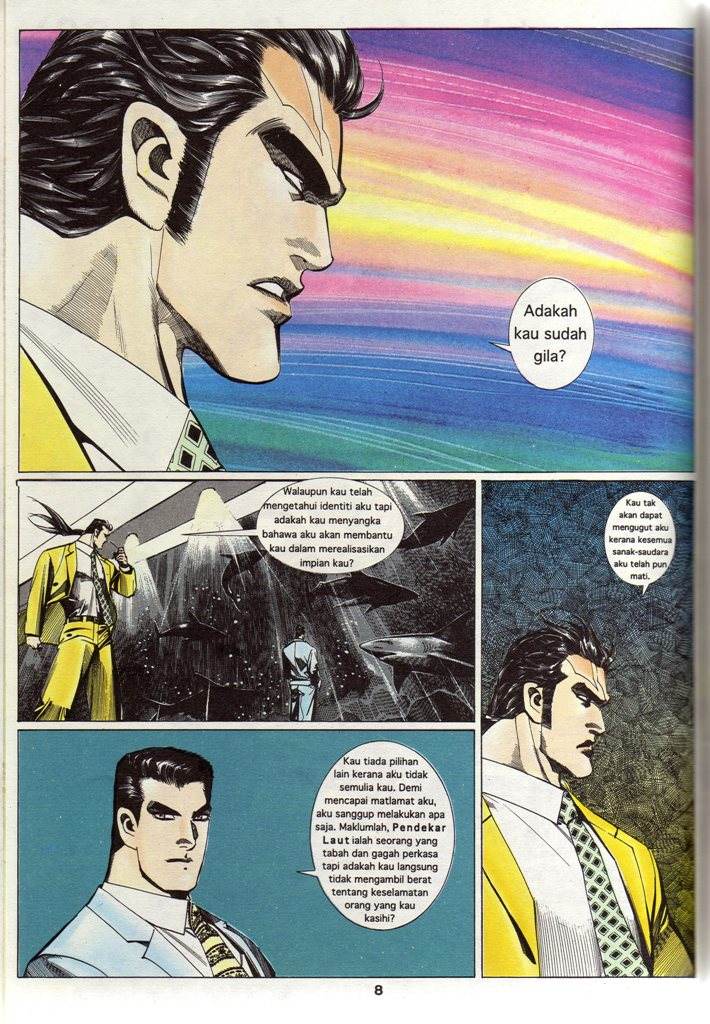 Adakah
kau sudah
gila?
Walaupun kau telah
mengetahui identiti aku tapi
adakah kau menyangka
bahawa aku akan membantu
kau dalam merealisasikan
impian kau?
Kau tak
akan dapat
mengugut aku
kerana kesemua
sanak-saudara
aku telah pun
mati.
Kau tiada pilihan
lain kerana aku tidak
semulia kau. Demi
mencapai matlamat aku,
aku sanggup melakukan apa
saja. Maklumlah, Pendekar
Laut ialah seorang yang
tabah dan gagah perkasa
tapi adakah kau langsung
tidak mengambil berat
tentang keselamatan
orang yang kau
kasihi?
8